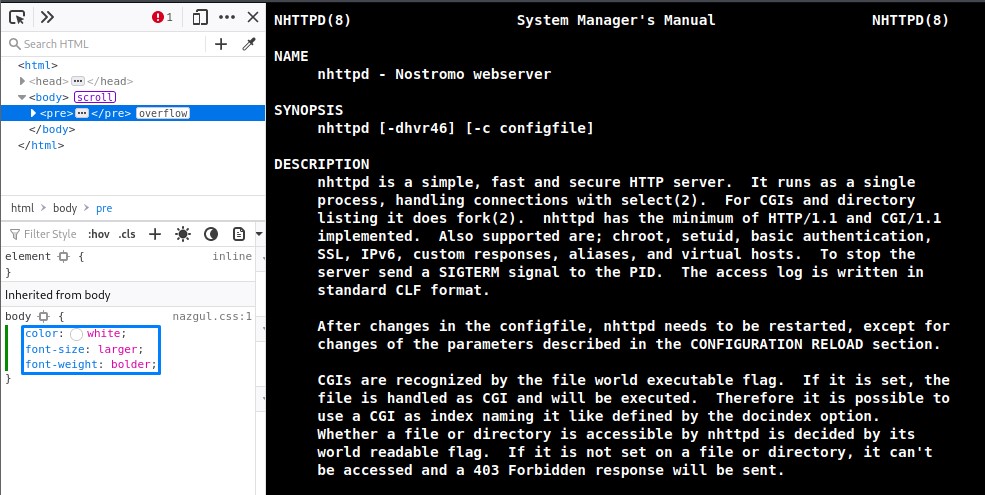 1
Search HTML
<html>
<head> ··· </head>
<body> scroll
<pre> ··· </pre> overflow
</body>
</html>
html > body > pre
Filter Style :hov .cls
element { inline
}
Inherited from body
body { nazgul.css:1
color: white;
font-size: larger;
font-weight: bolder;
}
NHTTPD(8) System Manager's Manual NHTTPD(8)
NAME
nhttpd - Nostromo webserver
SYNOPSIS
nhttpd [-dhvr46] [-c configfile]
DESCRIPTION
nhttpd is a simple, fast and secure HTTP server. It runs as a single
process, handling connections with select(2). For CGIs and directory
listing it does fork(2). nhttpd has the minimum of HTTP/1.1 and CGI/1.1
implemented. Also supported are; chroot, setuid, basic authentication,
SSL, IPv6, custom responses, aliases, and virtual hosts. To stop the
server send a SIGTERM signal to the PID. The access log is written in
standard CLF format.
After changes in the configfile, nhttpd needs to be restarted, except for
changes of the parameters described in the CONFIGURATION RELOAD section.
CGIs are recognized by the file world executable flag. If it is set, the
file is handled as CGI and will be executed. Therefore it is possible to
use a CGI as index naming it like defined by the docindex option.
Whether a file or directory is accessible by nhttpd is decided by its
world readable flag. If it is not set on a file or directory, it can't
be accessed and a 403 Forbidden response will be sent.